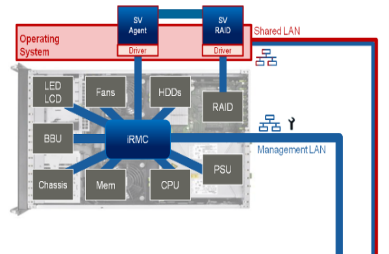 SV
Agent
SV
RAID
Operating
System
Driver
Driver
Shared LAN
LED
LCD
Fans
HDDs
RAID
BBU
iRMC
Management LAN
PSU
Chassis
Mem
CPU